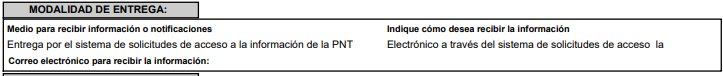 MODALIDAD DE ENTREGA:
Medio para recibir información o notificaciones Indique cómo desea recibir la información
Entrega por el sistema de solicitudes de acceso a la información de la PNT Electrónico a través del sistema de solicitudes de acceso la
Correo electrónico para recibir la información: